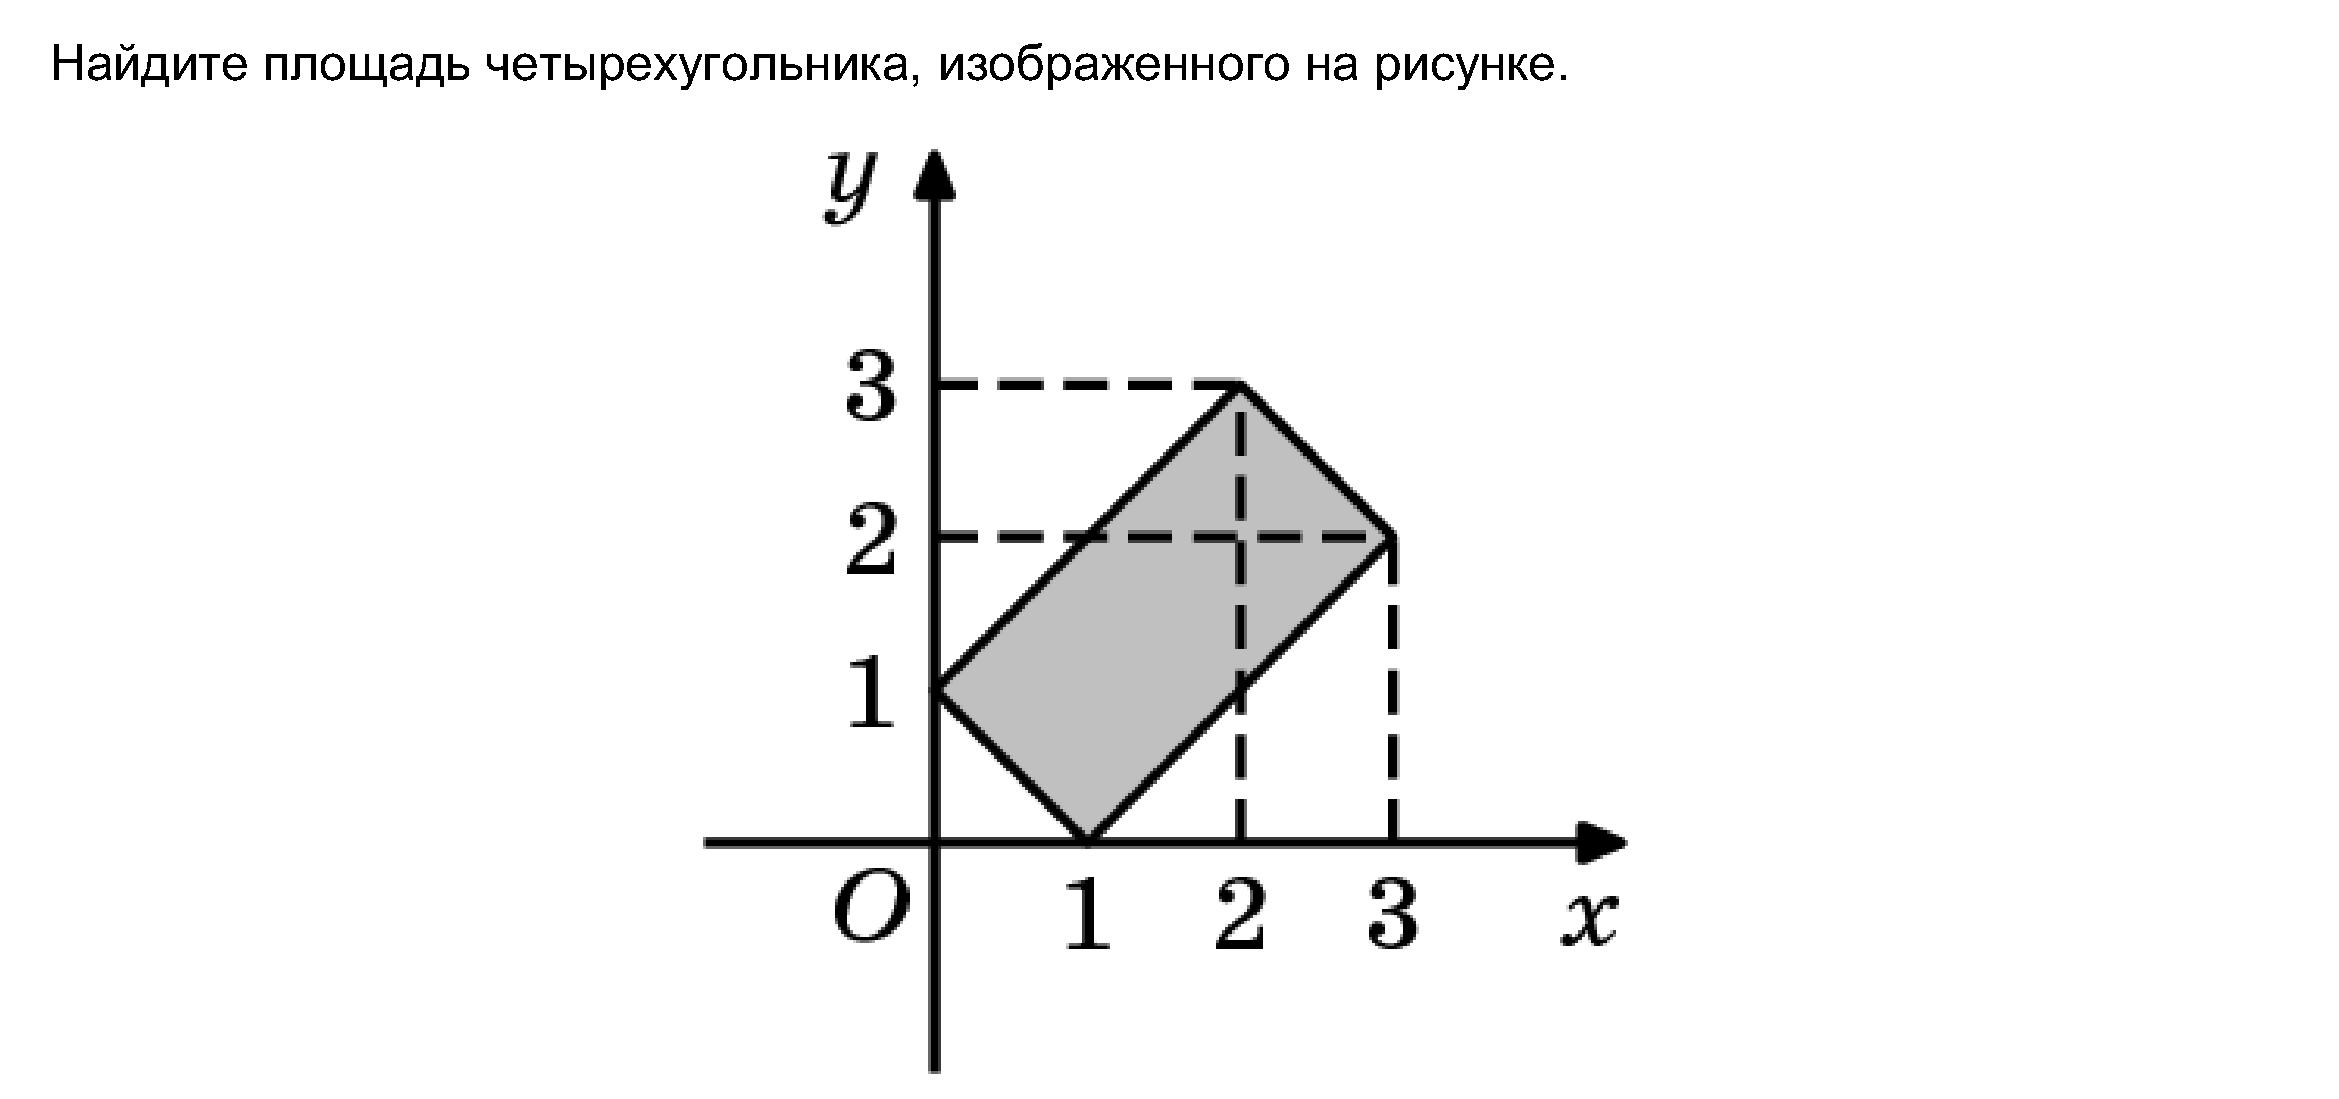 Найдите площадь четырехугольника, изображенного на рисунке.
y
3
2
1
O 1 2 3 x